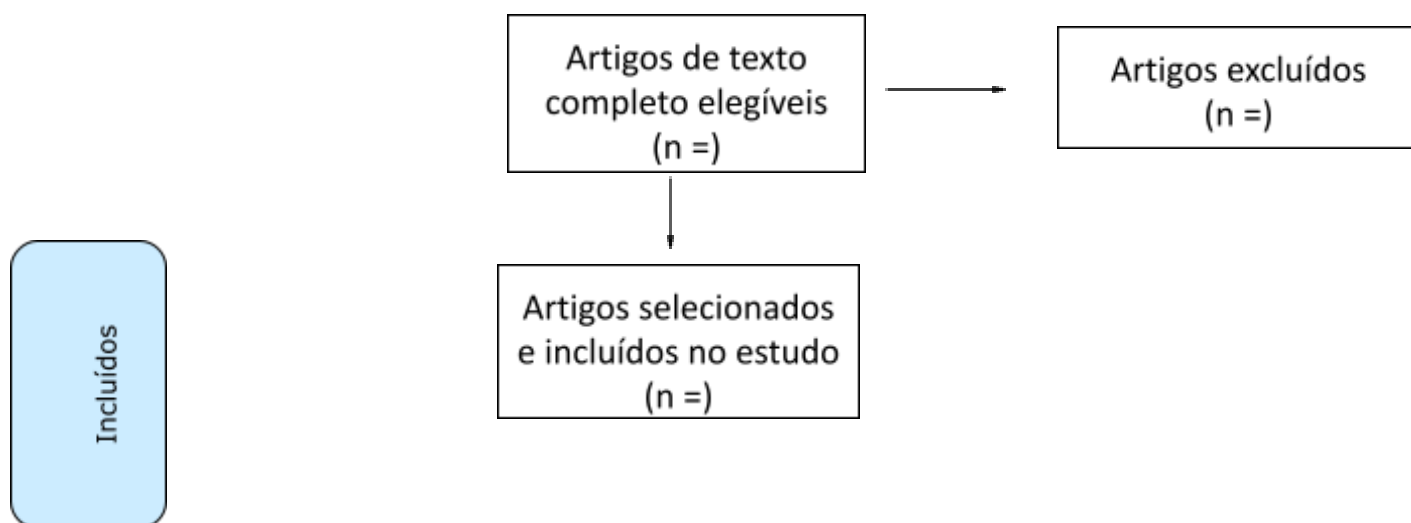 Artigos de texto
completo elegíveis
(n =)
Artigos excluídos
(n =)
Artigos selecionados
e incluídos no estudo
(n =)
Incluídos